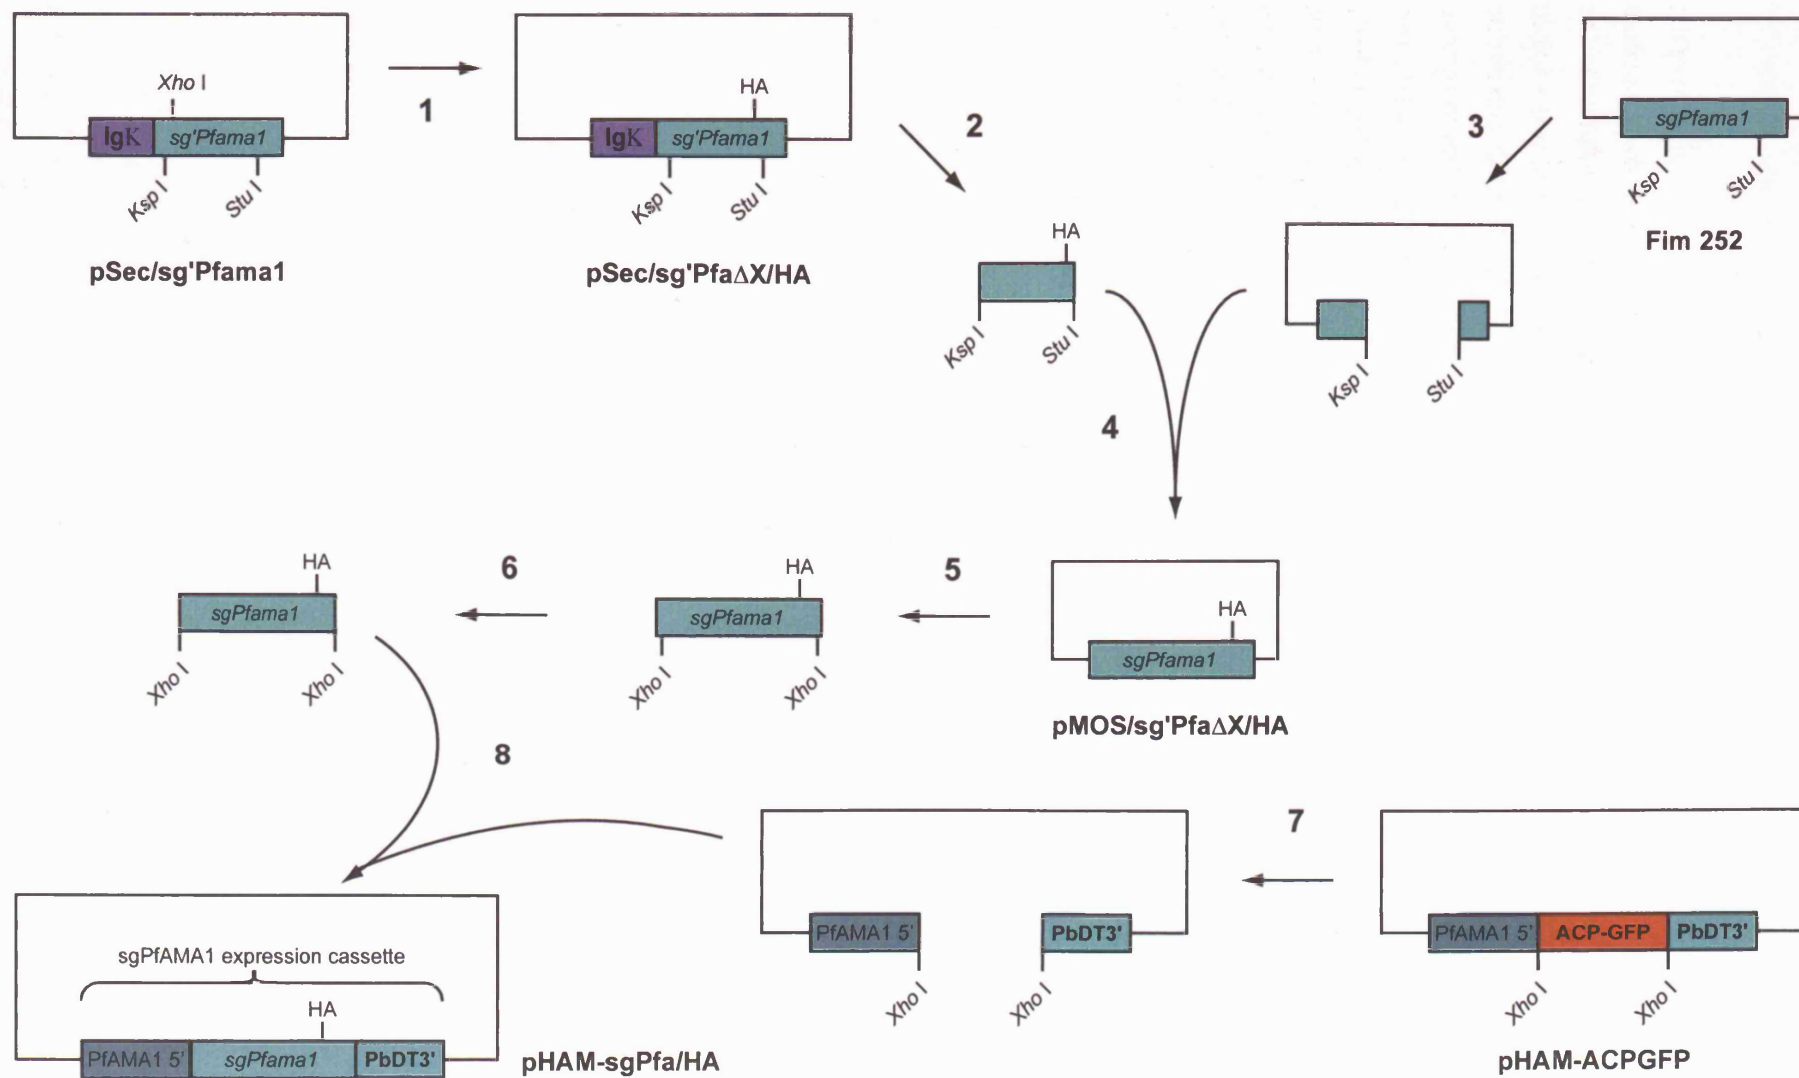 Xho I
IgK
sg'Pfama1
Ksp I
Stu I
pSec/sg'Pfama1
1
HA
IgK
sg'Pfama1
Ksp I
Stu I
pSec/sg'PfaΔX/HA
2
HA
Ksp I
Stu I
3
sgPfama1
Ksp I
Stu I
Fim 252
Ksp I
Stu I
4
HA
sgPfama1
pMOS/sg'PfaΔX/HA
5
HA
sgPfama1
Xho I
Xho I
6
HA
sgPfama1
Xho I
Xho I
8
7
PfAMA1 5'
ACP-GFP
PbDT3'
Xho I
Xho I
pHAM-ACPGFP
PfAMA1 5'
PbDT3'
Xho I
Xho I
sgPfAMA1 expression cassette
HA
PfAMA1 5'
sgPfama1
PbDT3'
pHAM-sgPfa/HA